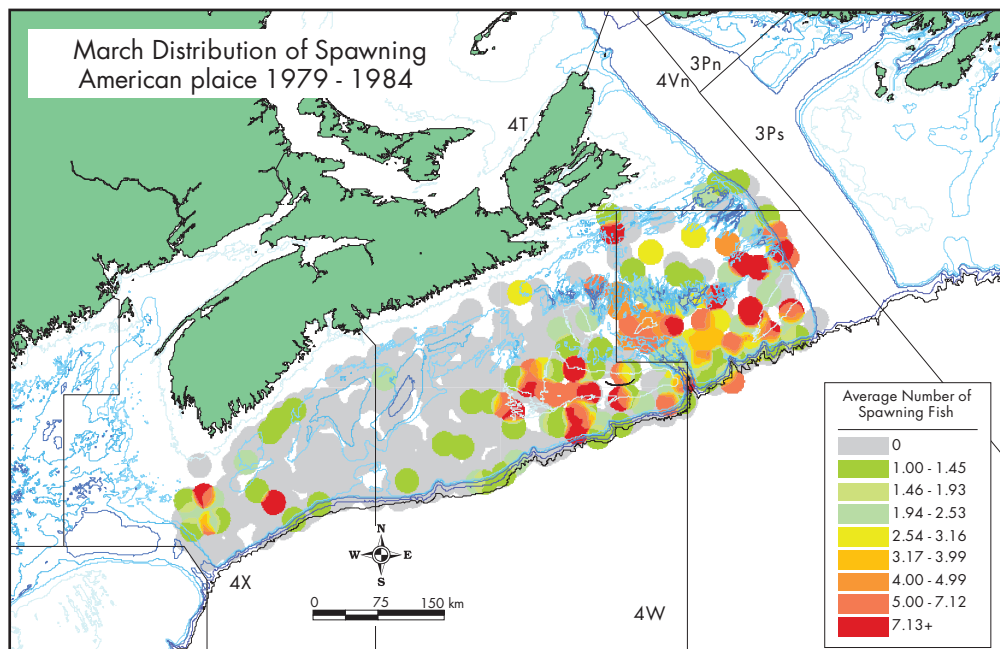 March Distribution of Spawning
American plaice 1979 - 1984
3Pn
4Vn
4T
3Ps
4X
4W
N
W E
S
0 75 150 km
Average Number of
Spawning Fish
0
1.00 - 1.45
1.46 - 1.93
1.94 - 2.53
2.54 - 3.16
3.17 - 3.99
4.00 - 4.99
5.00 - 7.12
7.13+